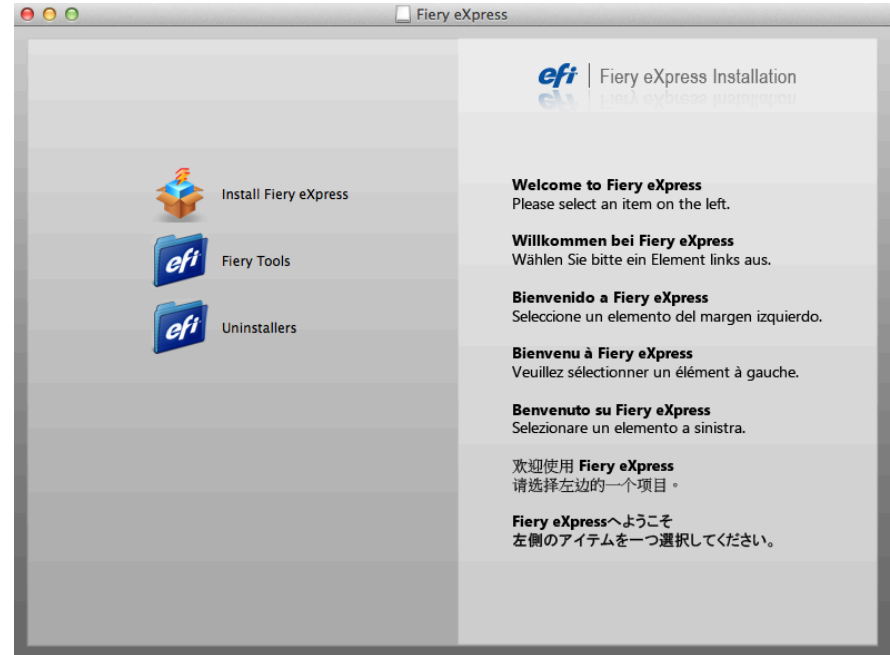 Fiery eXpress
Install Fiery eXpress
efi
Fiery Tools
efi
Uninstallers
efi
Fiery eXpress Installation
Welcome to Fiery eXpress
Please select an item on the left.
Willkommen bei Fiery eXpress
Wählen Sie bitte ein Element links aus.
Bienvenido a Fiery eXpress
Seleccione un elemento del margen izquierdo.
Bienvenu à Fiery eXpress
Veuillez sélectionner un élément à gauche.
Benvenuto su Fiery eXpress
Selezionare un elemento a sinistra.
欢迎使用 Fiery eXpress
请选择左边的一个项目。
Fiery eXpressへようこそ
左側のアイテムを一つ選択してください。